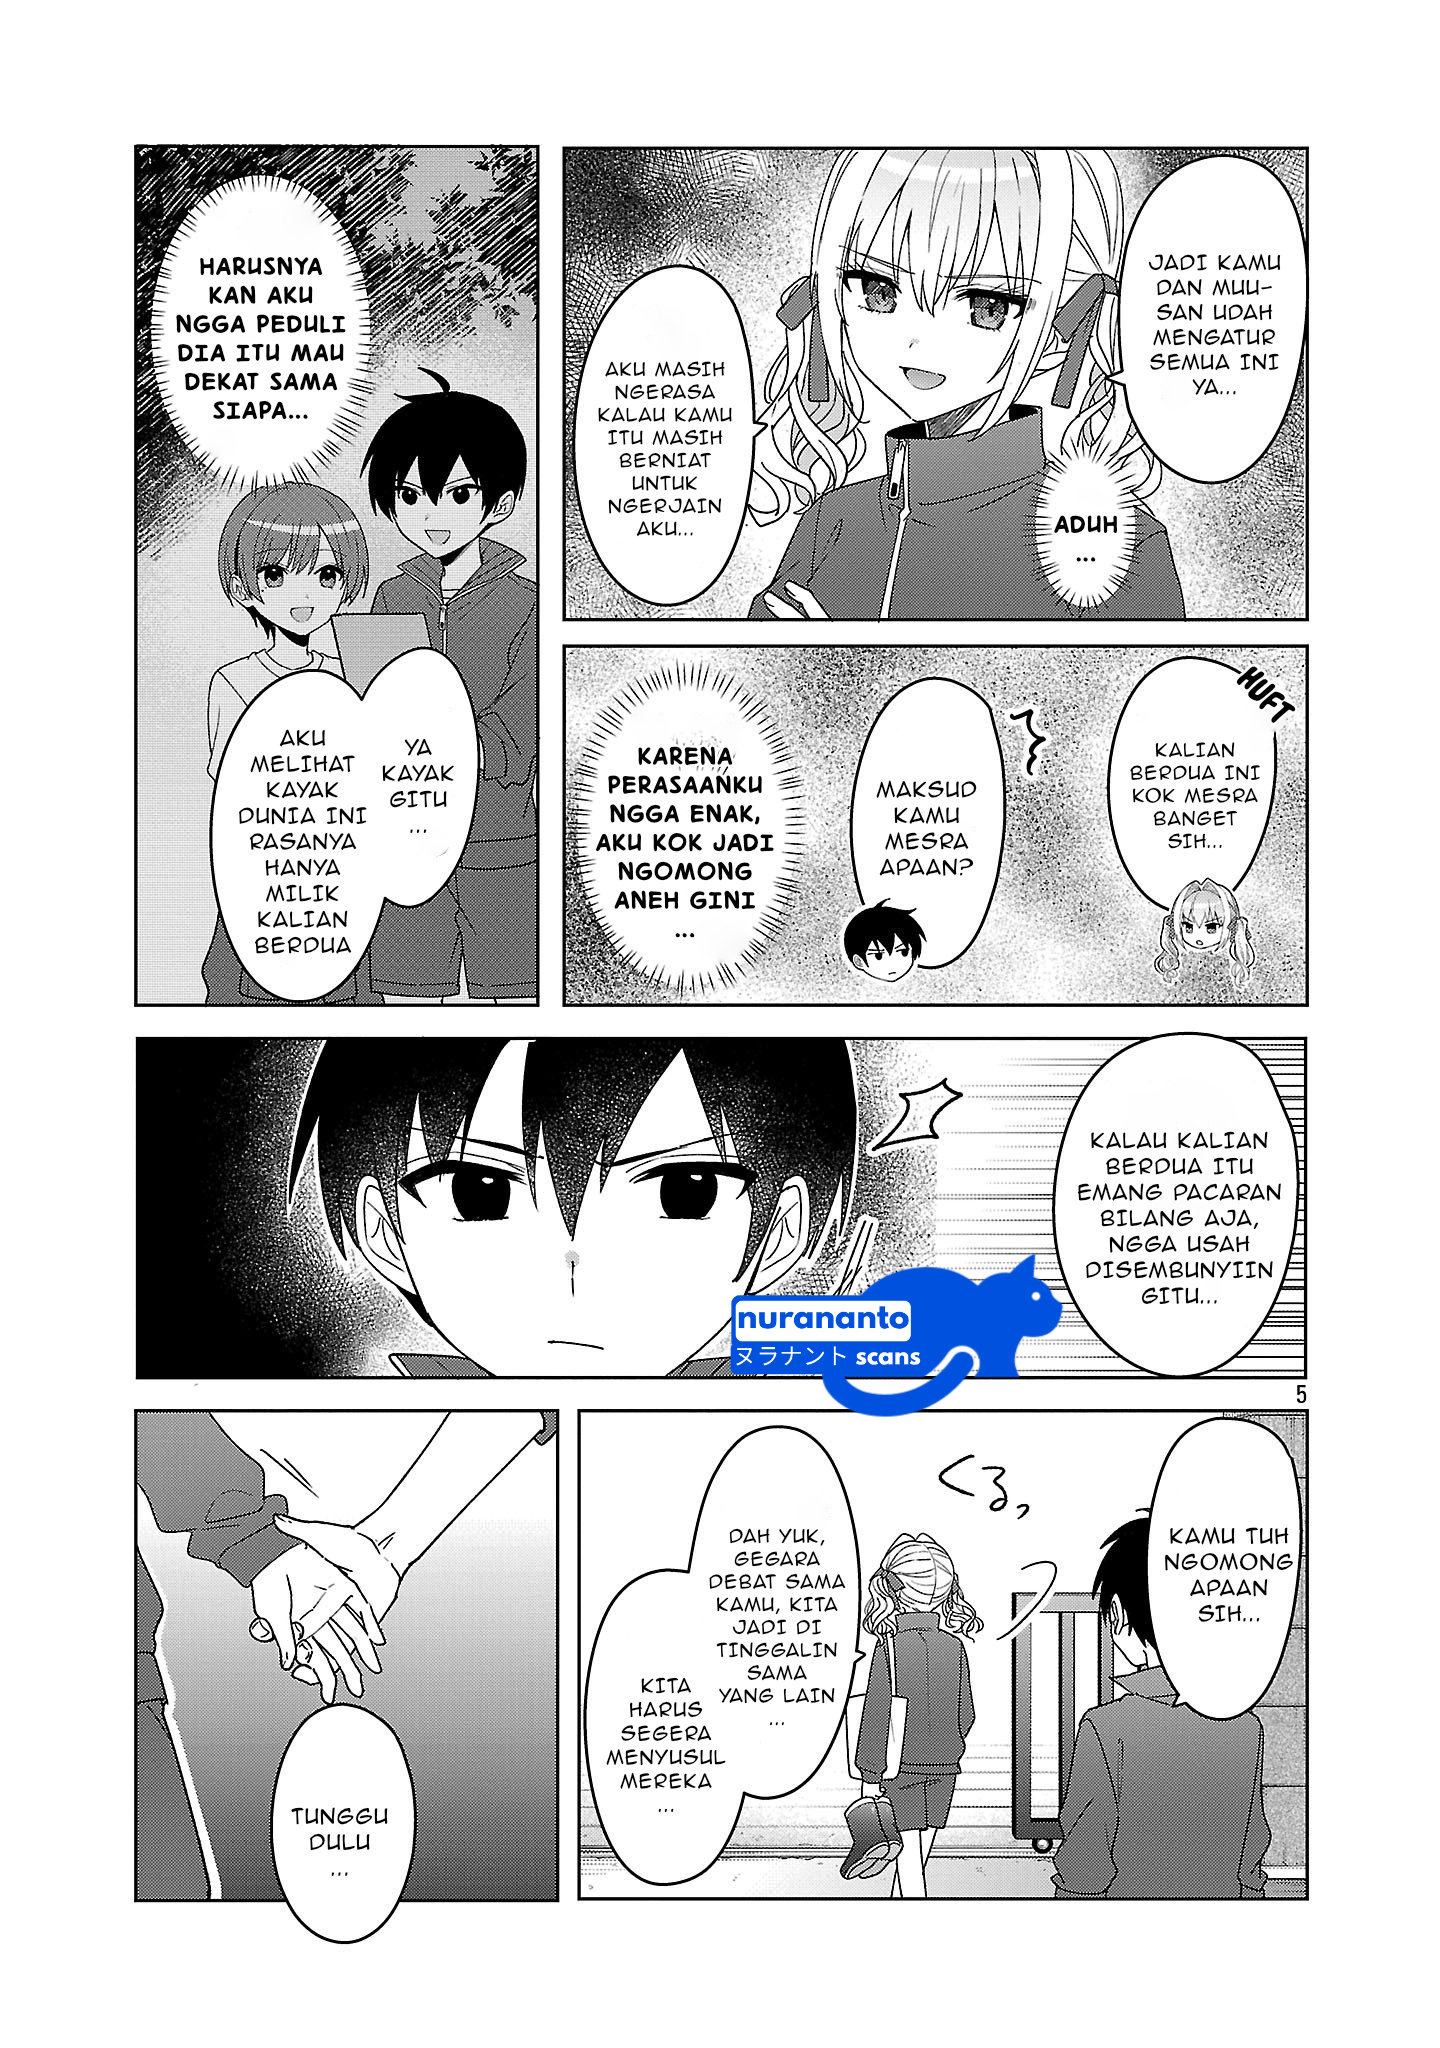 JADI KAMU
DAN MUU-
SAN UDAH
MENGATUR
SEMUA INI
YA...
ADUH
...
AKU MASIH
NGERASA
KALAU KAMU
ITU MASIH
BERNIAT
UNTUK
NGERJAIN
AKU...
HARUSNYA
KAN AKU
NGGA PEDULI
DIA ITU MAU
DEKAT SAMA
SIAPA...
YA
KAYAK
GITU
...
AKU
MELIHAT
KAYAK
DUNIA INI
RASANYA
HANYA
MILIK
KALIAN
BERDUA
HUFT
KALIAN
BERDUA INI
KOK MESRA
BANGET
SIH...
MAKSUD
KAMU
MESRA
APAAN?
KARENA
PERASAANKU
NGGA ENAK,
AKU KOK JADI
NGOMONG
ANEH GINI
...
KALAU KALIAN
BERDUA ITU
EMANG PACARAN
BILANG AJA,
NGGA USAH
DISEMBUNYIIN
GITU...
nurananto
ヌラナント scans
5
KAMU TUH
NGOMONG
APAAN
SIH...
くるっ
DAH YUK,
GEGARA
DEBAT SAMA
KAMU, KITA
JADI DI
TINGGALIN
SAMA
YANG LAIN
...
KITA
HARUS
SEGERA
MENYUSUL
MEREKA
...
TUNGGU
DULU
...